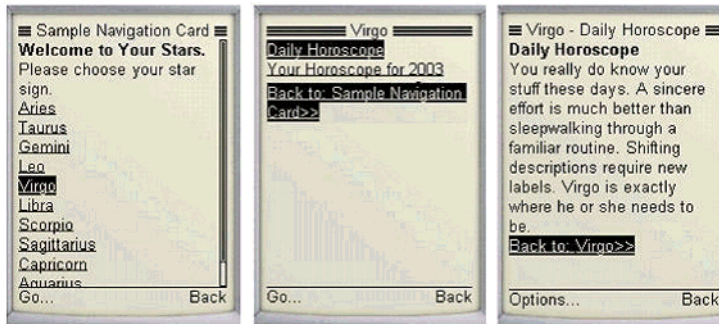 Sample Navigation Card
Welcome to Your Stars.
Please choose your star
sign.
Aries
Taurus
Gemini
Leo
Virgo
Libra
Scorpio
Sagittarius
Capricorn
Aquarius
Go...
Back
Virgo
Daily Horoscope
Your Horoscope for 2003
Back to: Sample Navigation
Card>>
Go...
Back
Virgo - Daily Horoscope
Daily Horoscope
You really do know your
stuff these days. A sincere
effort is much better than
sleepwalking through a
familiar routine. Shifting
descriptions require new
labels. Virgo is exactly
where he or she needs to
be.
Back to: Virgo>>
Options...
Back